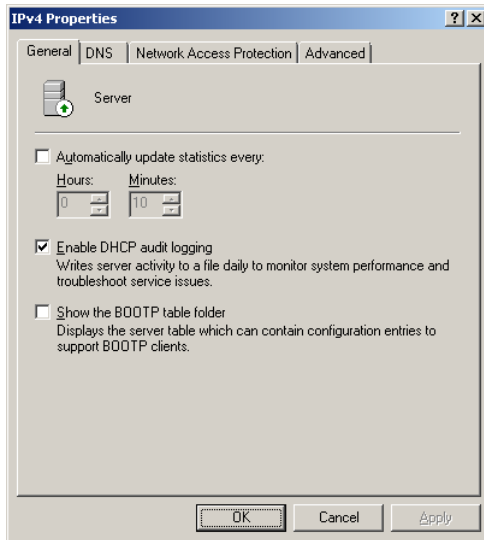 IPv4 Properties
General DNS Network Access Protection Advanced
Server
Automatically update statistics every:
Hours: Minutes:
0 10
Enable DHCP audit logging
Writes server activity to a file daily to monitor system performance and
troubleshoot service issues.
Show the BOOTP table folder
Displays the server table which can contain configuration entries to
support BOOTP clients.
OK Cancel Apply